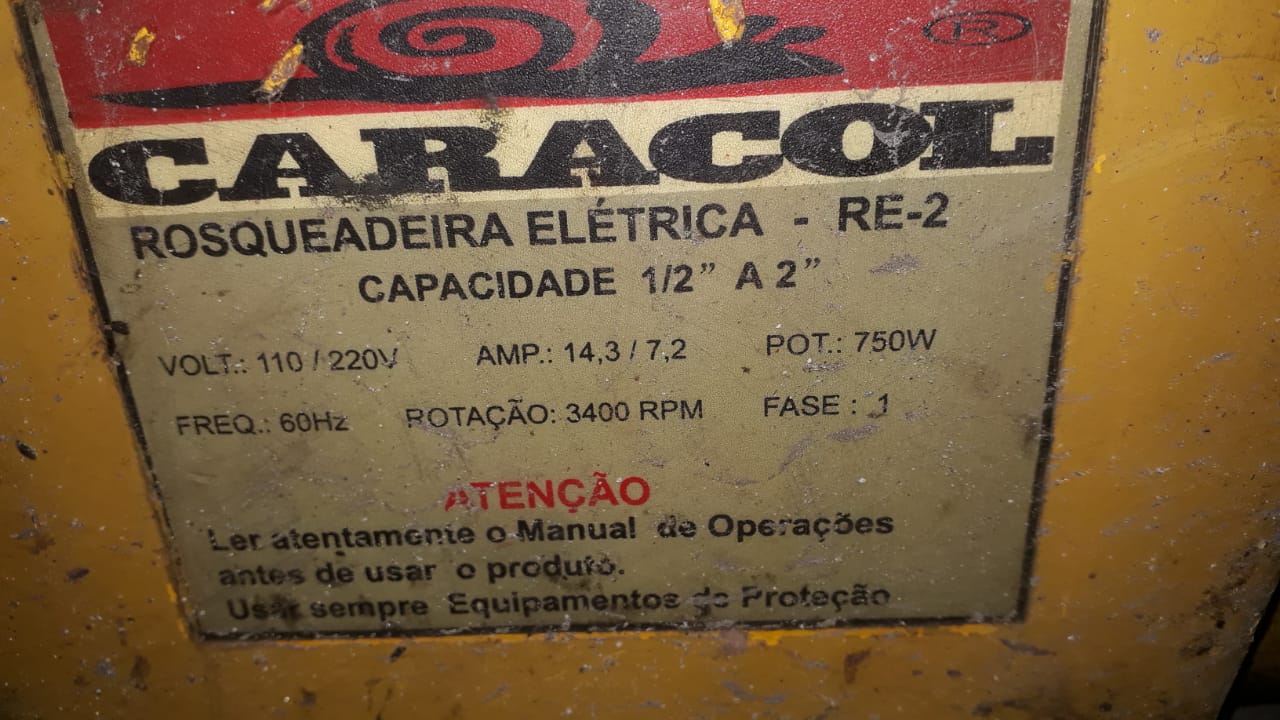 ®
CARACOL
ROSQUEADEIRA ELÉTRICA - RE-2
CAPACIDADE 1/2” A 2”
VOLT.: 110 / 220V AMP.: 14,3 / 7,2 POT.: 750W
FREQ.: 60Hz ROTAÇÃO: 3400 RPM FASE : 1
ATENÇÃO
Ler atentamente o Manual de Operações
antes de usar o produto.
Usar sempre Equipamentos de Proteção